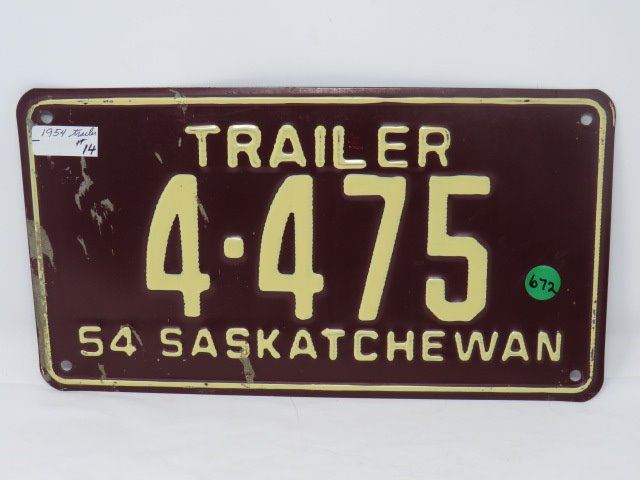 1954 Trailer
14
TRAILER
4·475
672
54 SASKATCHEWAN